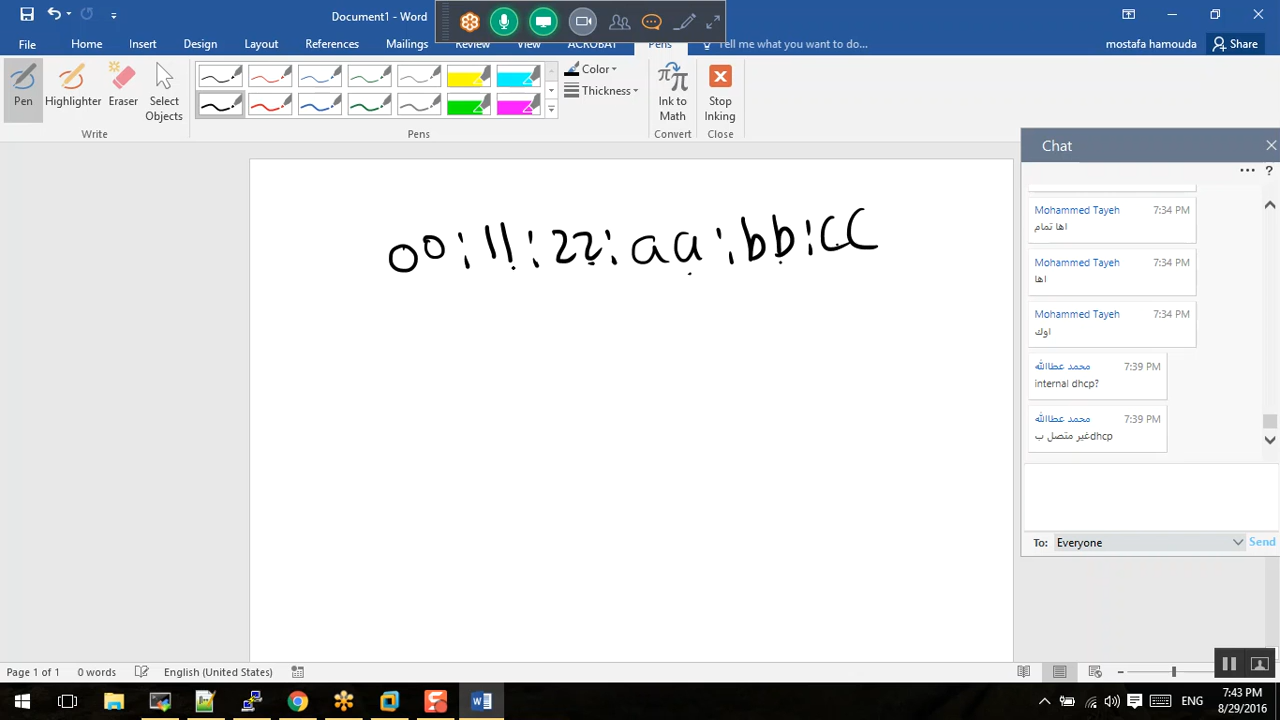 Document1 - Word
File
Home
Insert
Design
Layout
References
Mailings
Review
View
ACROBAT
Pens
Tell me what you want to do...
mostafa hamouda
Share
Pen
Highlighter
Eraser
Select Objects
Color
Thickness
Ink to Math
Stop Inking
Write
Pens
Convert
Close
00:11:22:aa:bb:cc
Chat
Mohammed Tayeh 7:34 PM
اها تمام
Mohammed Tayeh 7:34 PM
اها
Mohammed Tayeh 7:34 PM
اوك
محمد عطاالله 7:39 PM
internal dhcp?
محمد عطاالله 7:39 PM
غير متصل ب dhcp
To: Everyone
Send
Page 1 of 1
0 words
English (United States)
ENG
7:43 PM
8/29/2016